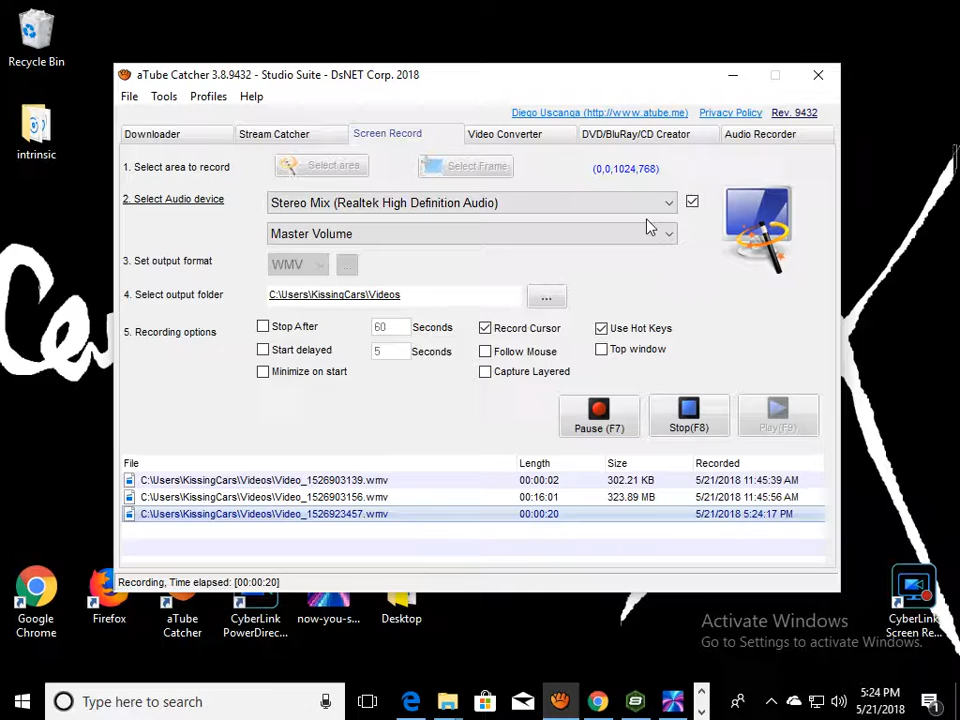 Recycle Bin
intrinsic
aTube Catcher 3.8.9432 - Studio Suite - DsNET Corp. 2018
File Tools Profiles Help
Diego Uscanga (http://www.atube.me) Privacy Policy Rev. 9432
Downloader Stream Catcher Screen Record Video Converter DVD/BluRay/CD Creator Audio Recorder
1. Select area to record Select area Select Frame (0,0,1024,768)
2. Select Audio device Stereo Mix (Realtek High Definition Audio)
Master Volume
3. Set output format WMV ...
4. Select output folder C:\Users\KissingCars\Videos ...
5. Recording options Stop After 60 Seconds Record Cursor Use Hot Keys
Start delayed 5 Seconds Follow Mouse Top window
Minimize on start Capture Layered
Pause (F7) Stop(F8) Play(F9)
File Length Size Recorded
C:\Users\KissingCars\Videos\Video_1526903139.wmv 00:00:02 302.21 KB 5/21/2018 11:45:39 AM
C:\Users\KissingCars\Videos\Video_1526903156.wmv 00:16:01 323.89 MB 5/21/2018 11:45:56 AM
C:\Users\KissingCars\Videos\Video_1526923457.wmv 00:00:20 5/21/2018 5:24:17 PM
Recording, Time elapsed: [00:00:20]
Google Chrome
Firefox
aTube Catcher
CyberLink PowerDirec...
now-you-s...
Desktop
CyberLink Screen Re...
Activate Windows
Go to Settings to activate Windows.
Type here to search
5:24 PM
5/21/2018
1